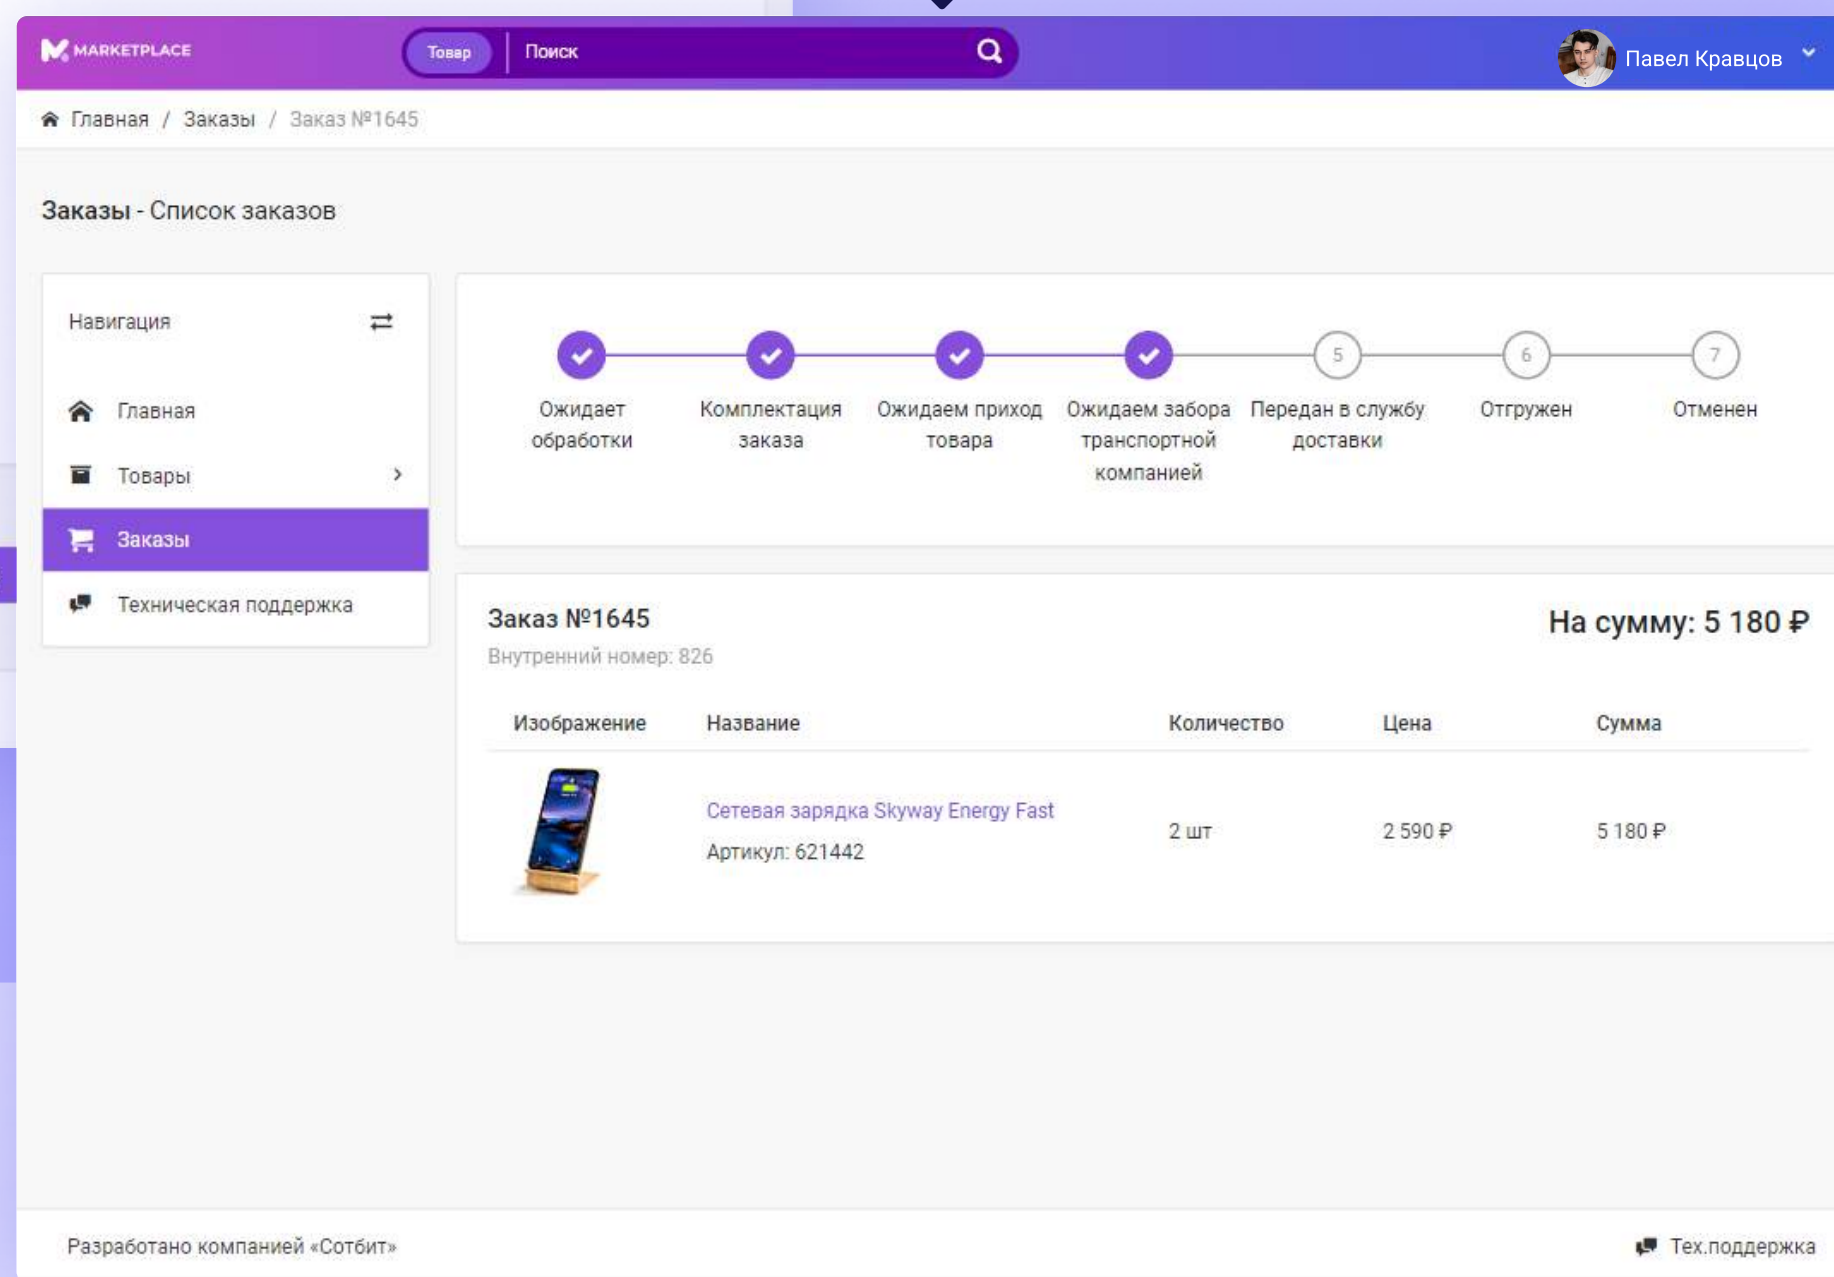 MARKETPLACE
Товар
Поиск
Павел Кравцов
Главная / Заказы / Заказ №1645
Заказы - Список заказов
Навигация
Главная
Товары
Заказы
Техническая поддержка
5
6
7
Ожидает
обработки
Комплектация
заказа
Ожидаем приход
товара
Ожидаем забора
транспортной
компанией
Передан в службу
доставки
Отгружен
Отменен
Заказ №1645
На сумму: 5 180 ₽
Внутренний номер: 826
Изображение
Название
Количество
Цена
Сумма
Сетевая зарядка Skyway Energy Fast
Артикул: 621442
2 шт
2 590 ₽
5 180 ₽
Разработано компанией «Сотбит»
Тех.поддержка